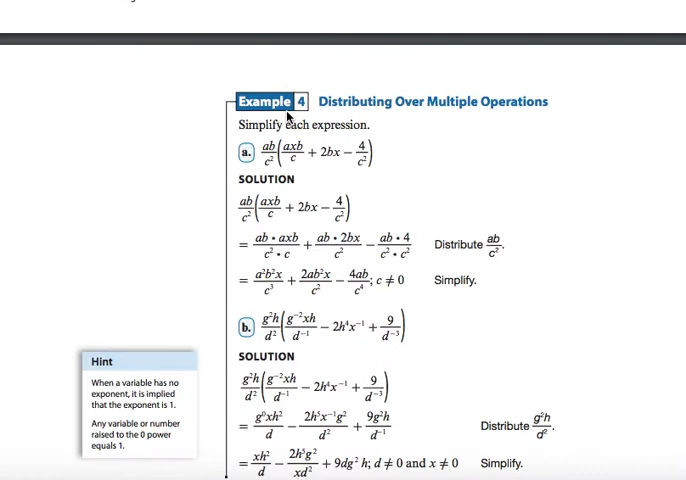 Example 4 Distributing Over Multiple Operations
Simplify each expression.
a. ab/c² (axb/c + 2bx − 4/c²)
SOLUTION
ab/c² (axb/c + 2bx − 4/c²)
= ab • axb/c² • c + ab • 2bx/c² − ab • 4/c² • c² Distribute ab/c².
= a²b²x/c³ + 2ab²x/c² − 4ab/c⁴; c ≠ 0 Simplify.
b. g²h/d² (g⁻²xh/d⁻¹ − 2h⁴x⁻¹ + 9/d⁻³)
SOLUTION
g²h/d² (g⁻²xh/d⁻¹ − 2h⁴x⁻¹ + 9/d⁻³)
= g⁰xh²/d − 2h⁵x⁻¹g²/d² + 9g²h/d⁻¹ Distribute g²h/d².
= xh²/d − 2h⁵g²/xd² + 9dg² h; d ≠ 0 and x ≠ 0 Simplify.
Hint
When a variable has no
exponent, it is implied
that the exponent is 1.
Any variable or number
raised to the 0 power
equals 1.